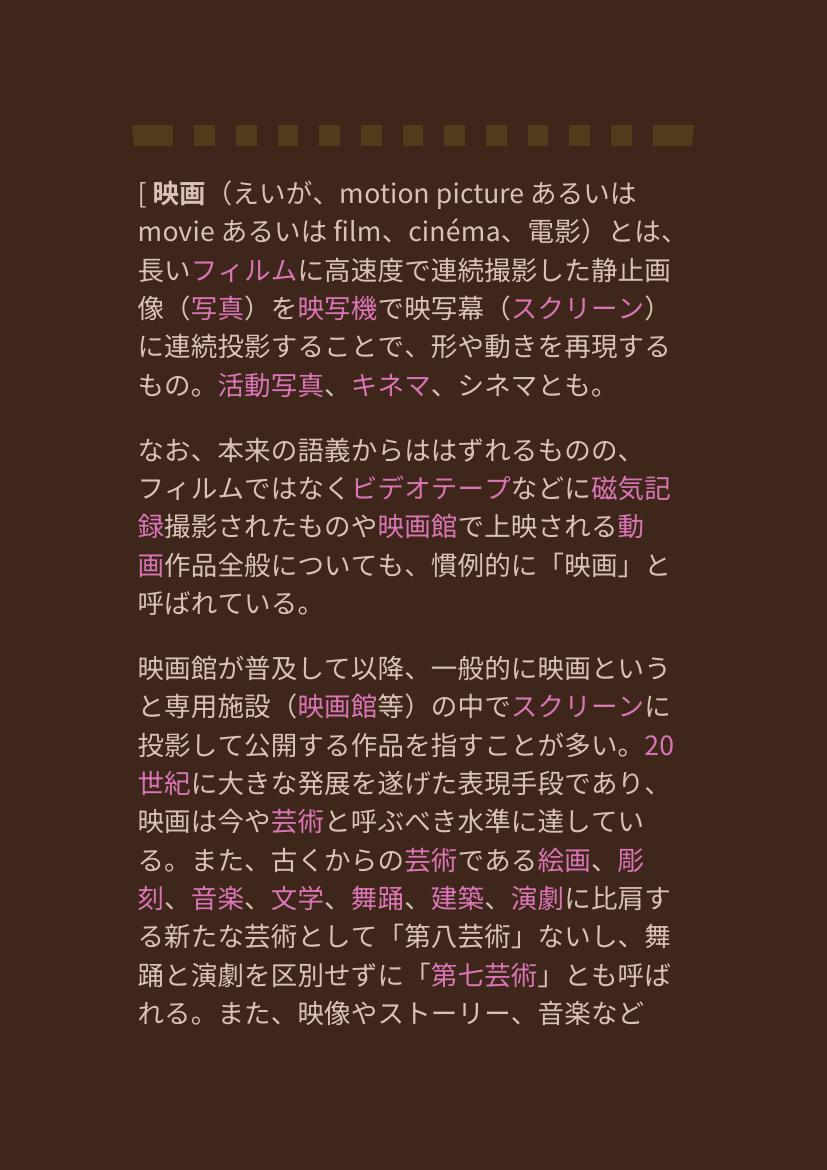 [ 映画（えいが、motion picture あるいは
movie あるいは film、cinéma、電影）とは、
長いフィルムに高速度で連続撮影した静止画
像（写真）を映写機で映写幕（スクリーン）
に連続投影することで、形や動きを再現する
もの。活動写真、キネマ、シネマとも。
なお、本来の語義からははずれるものの、
フィルムではなくビデオテープなどに磁気記
録撮影されたものや映画館で上映される動
画作品全般についても、慣例的に「映画」と
呼ばれている。
映画館が普及して以降、一般的に映画という
と専用施設（映画館等）の中でスクリーンに
投影して公開する作品を指すことが多い。20
世紀に大きな発展を遂げた表現手段であり、
映画は今や芸術と呼ぶべき水準に達してい
る。また、古くからの芸術である絵画、彫
刻、音楽、文学、舞踊、建築、演劇に比肩す
る新たな芸術として「第八芸術」ないし、舞
踊と演劇を区別せずに「第七芸術」とも呼ば
れる。また、映像やストーリー、音楽など